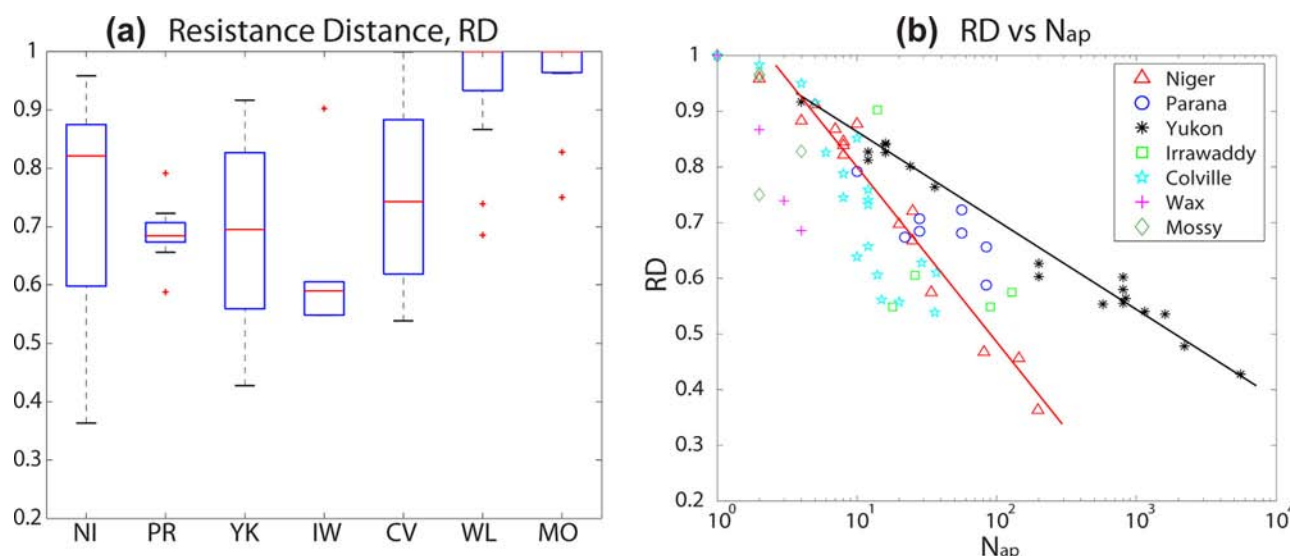 (a) Resistance Distance, RD
1
0.9
0.8
0.7
0.6
0.5
0.4
0.3
0.2
NI PR YK IW CV WL MO
(b) RD vs Nap
1
0.9
0.8
0.7
0.6
0.5
0.4
0.3
0.2
RD
10⁰ 10¹ 10² 10³ 10⁴
Nap
Niger
Parana
Yukon
Irrawaddy
Colville
Wax
Mossy